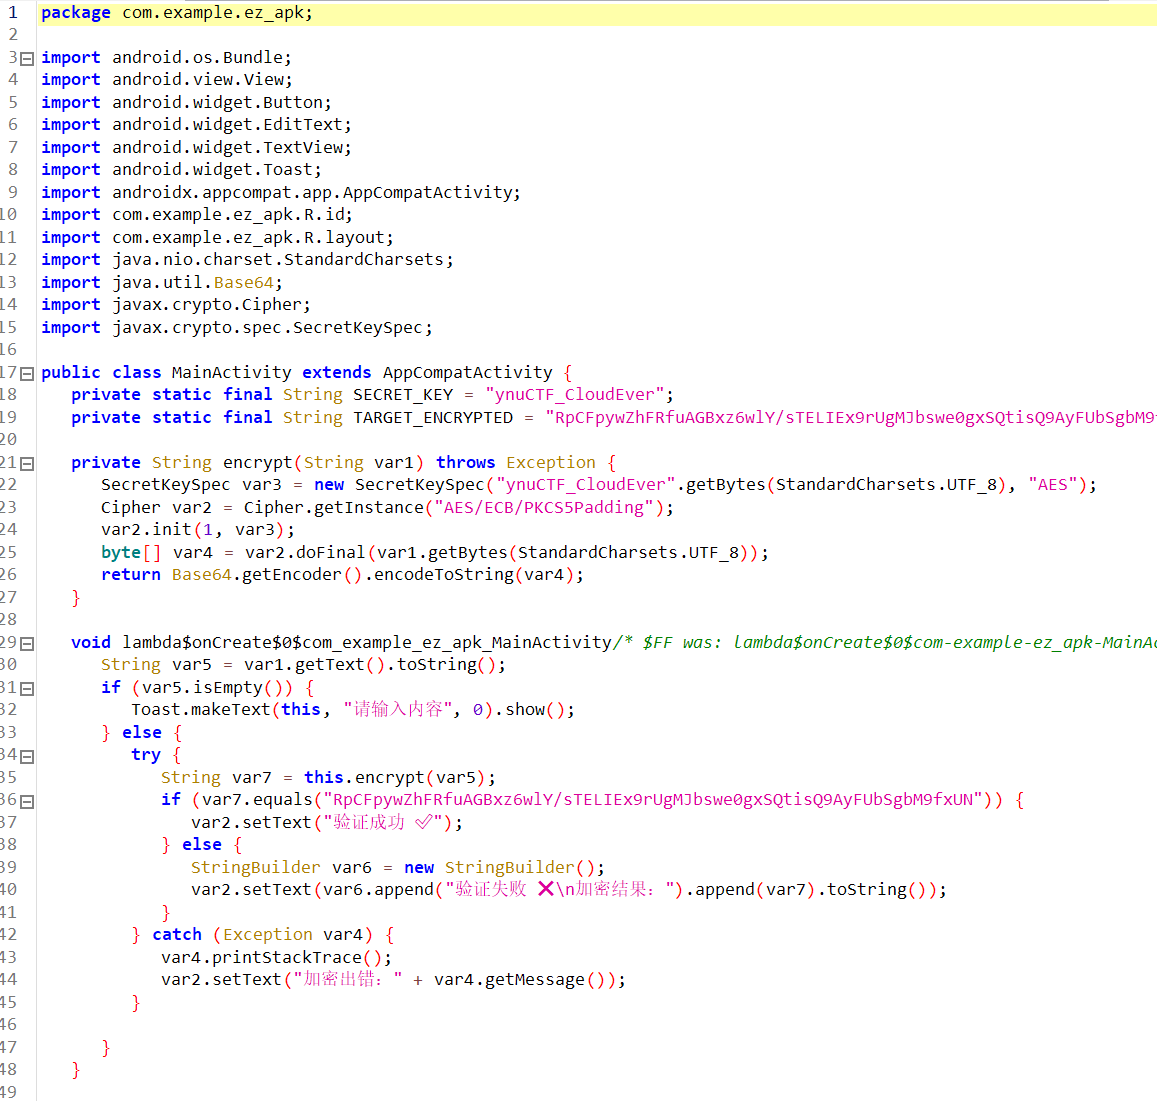 1 package com.example.ez_apk;
2
3 import android.os.Bundle;
4 import android.view.View;
5 import android.widget.Button;
6 import android.widget.EditText;
7 import android.widget.TextView;
8 import android.widget.Toast;
9 import androidx.appcompat.app.AppCompatActivity;
10 import com.example.ez_apk.R.id;
11 import com.example.ez_apk.R.layout;
12 import java.nio.charset.StandardCharsets;
13 import java.util.Base64;
14 import javax.crypto.Cipher;
15 import javax.crypto.spec.SecretKeySpec;
16
17 public class MainActivity extends AppCompatActivity {
18 private static final String SECRET_KEY = "ynuCTF_CloudEver";
19 private static final String TARGET_ENCRYPTED = "RpCFpywZhFRfuAGBxz6wlY/sTELIEx9rUgMJbswe0gxSQtisQ9AyFUbSgbM9
20
21 private String encrypt(String var1) throws Exception {
22 SecretKeySpec var3 = new SecretKeySpec("ynuCTF_CloudEver".getBytes(StandardCharsets.UTF_8), "AES");
23 Cipher var2 = Cipher.getInstance("AES/ECB/PKCS5Padding");
24 var2.init(1, var3);
25 byte[] var4 = var2.doFinal(var1.getBytes(StandardCharsets.UTF_8));
26 return Base64.getEncoder().encodeToString(var4);
27 }
28
29 void lambda$onCreate$0$com_example_ez_apk_MainActivity/* $FF was: lambda$onCreate$0$com-example-ez_apk-MainAc
30 String var5 = var1.getText().toString();
31 if (var5.isEmpty()) {
32 Toast.makeText(this, "请输入内容", 0).show();
33 } else {
34 try {
35 String var7 = this.encrypt(var5);
36 if (var7.equals("RpCFpywZhFRfuAGBxz6wlY/sTELIEx9rUgMJbswe0gxSQtisQ9AyFUbSgbM9fxUN")) {
37 var2.setText("验证成功 ✅");
38 } else {
39 StringBuilder var6 = new StringBuilder();
40 var2.setText(var6.append("验证失败 ❌\n加密结果：").append(var7).toString());
41 }
42 } catch (Exception var4) {
43 var4.printStackTrace();
44 var2.setText("加密出错：" + var4.getMessage());
45 }
46
47 }
48 }
49